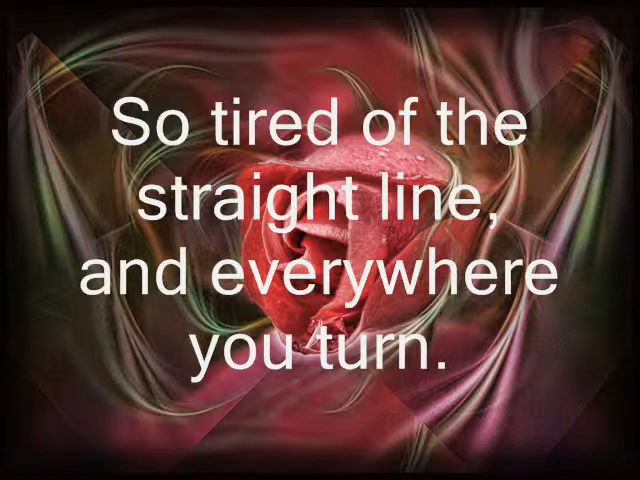 So tired of the
straight line,
and everywhere
you turn.